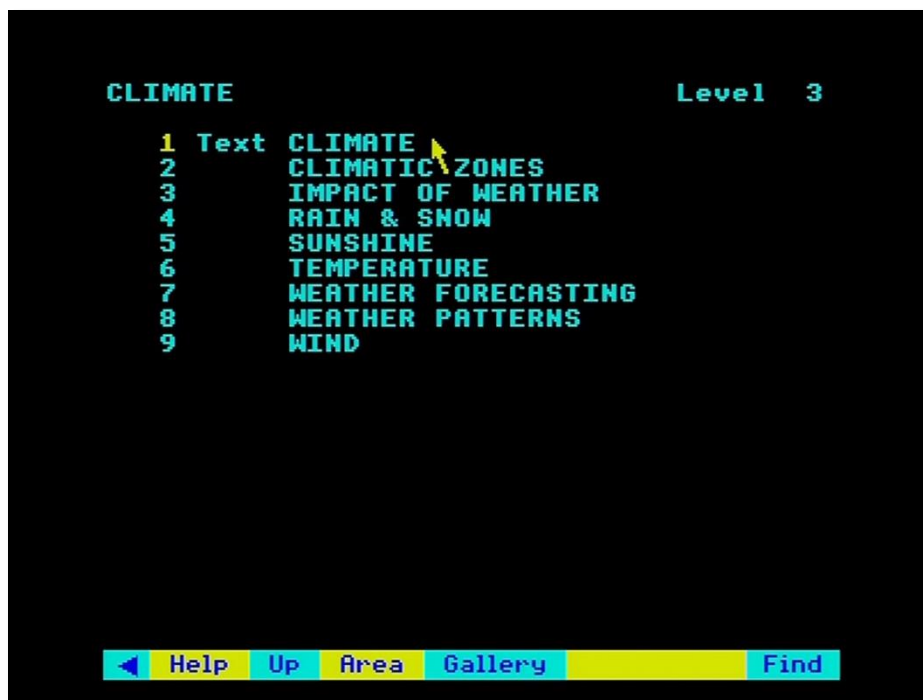 CLIMATE Level 3
1 Text CLIMATE
2 CLIMATIC ZONES
3 IMPACT OF WEATHER
4 RAIN & SNOW
5 SUNSHINE
6 TEMPERATURE
7 WEATHER FORECASTING
8 WEATHER PATTERNS
9 WIND
Help Up Area Gallery Find